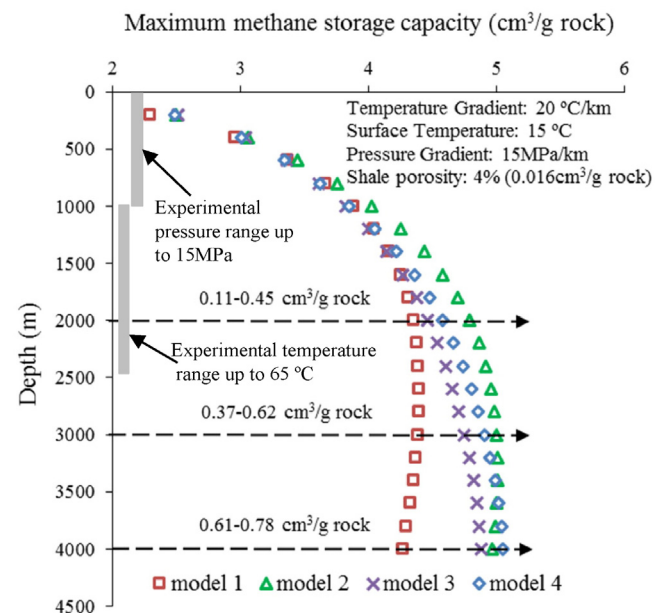 Maximum methane storage capacity (cm³/g rock)
2 3 4 5 6
0
500
1000
1500
2000
2500
3000
3500
4000
4500
Depth (m)
Temperature Gradient: 20 ºC/km
Surface Temperature: 15 ºC
Pressure Gradient: 15MPa/km
Shale porosity: 4% (0.016cm³/g rock)
Experimental
pressure range up
to 15MPa
0.11-0.45 cm³/g rock
Experimental temperature
range up to 65 ºC
0.37-0.62 cm³/g rock
0.61-0.78 cm³/g rock
model 1 model 2 model 3 model 4